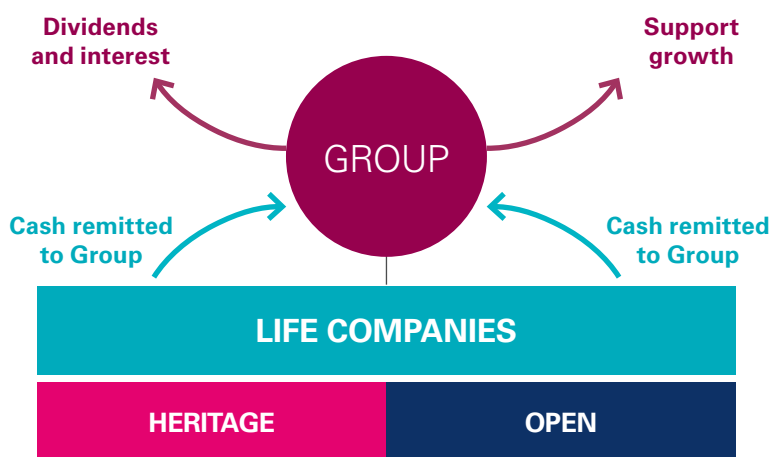 Dividends
and interest
Support
growth
GROUP
Cash remitted
to Group
Cash remitted
to Group
LIFE COMPANIES
HERITAGE
OPEN